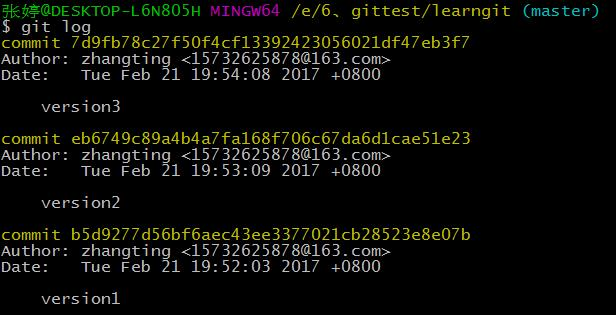 张婷@DESKTOP-L6N805H MINGW64 /e/6、gittest/learngit (master)
$ git log
commit 7d9fb78c27f50f4cf13392423056021df47eb3f7
Author: zhangting <15732625878@163.com>
Date:   Tue Feb 21 19:54:08 2017 +0800
    version3
commit eb6749c89a4b4a7fa168f706c67da6d1cae51e23
Author: zhangting <15732625878@163.com>
Date:   Tue Feb 21 19:53:09 2017 +0800
    version2
commit b5d9277d56bf6aec43ee3377021cb28523e8e07b
Author: zhangting <15732625878@163.com>
Date:   Tue Feb 21 19:52:03 2017 +0800
    version1